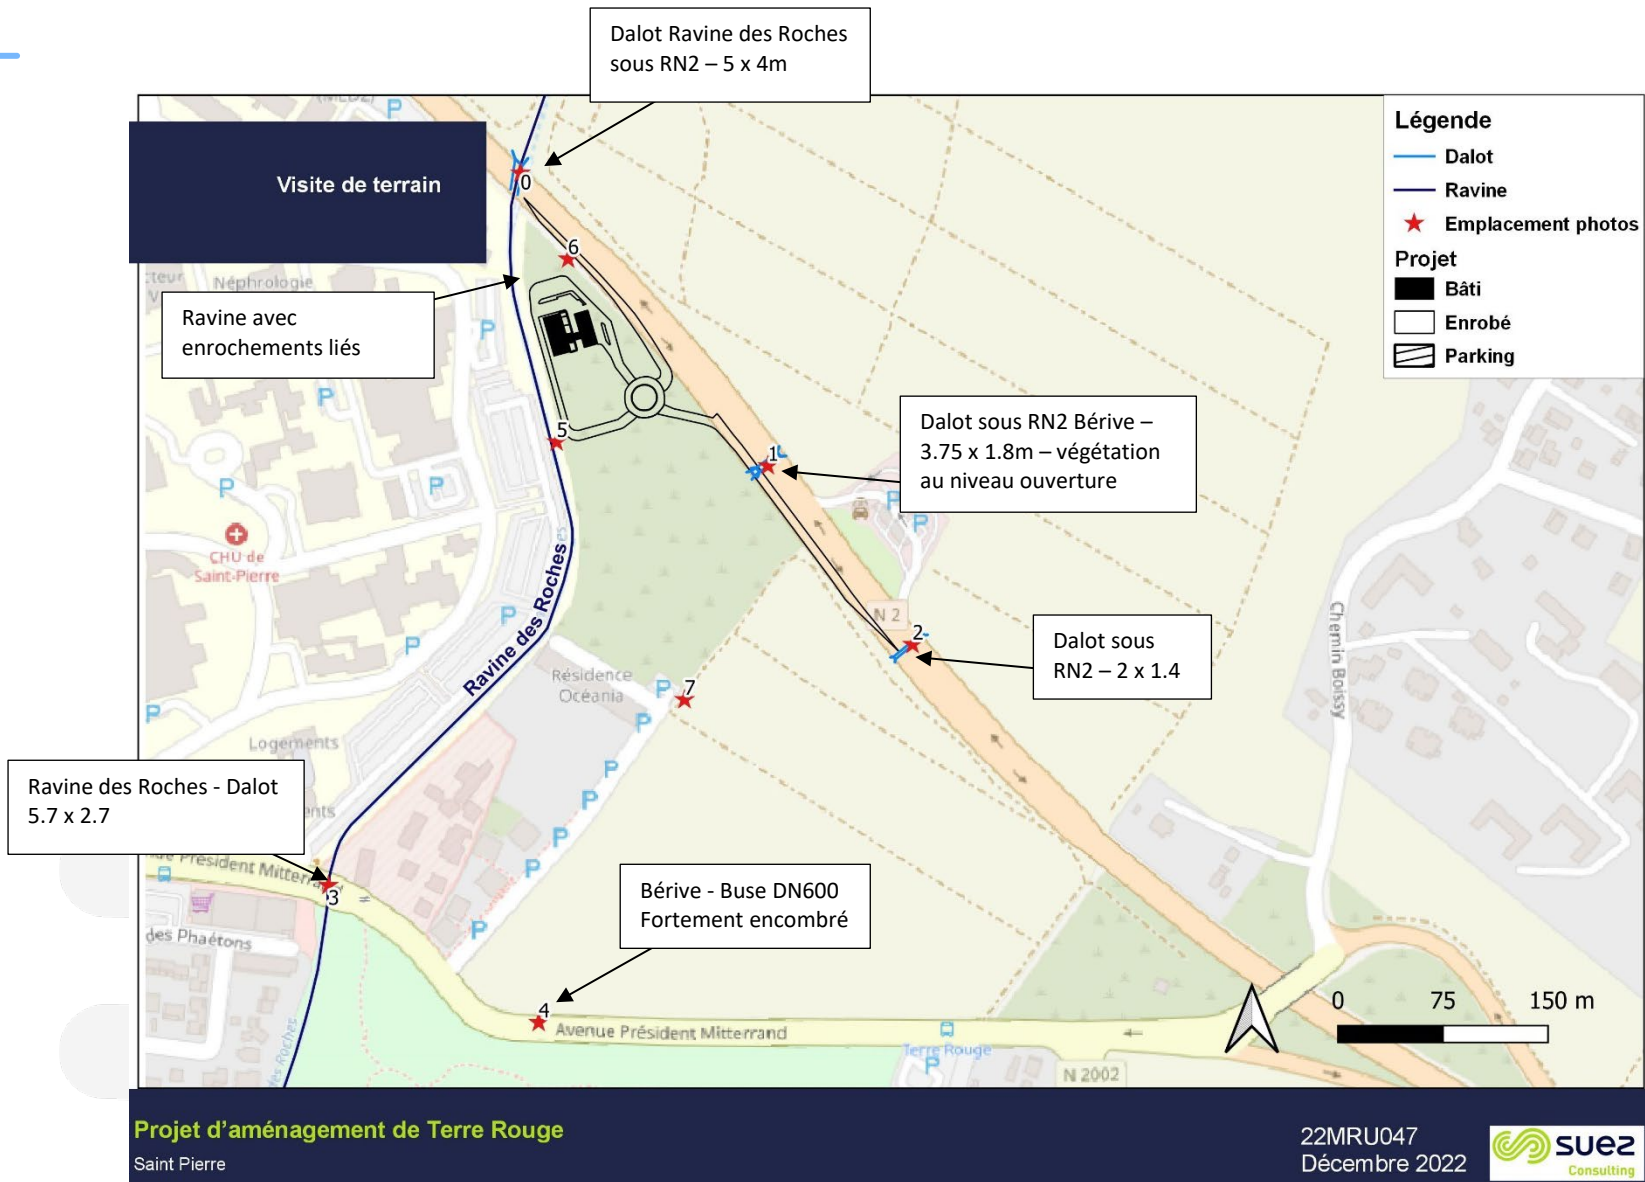 Dalot Ravine des Roches
sous RN2 – 5 x 4m
Visite de terrain
Légende
Dalot
Ravine
Emplacement photos
Projet
Bâti
Enrobé
Parking
P
0
6
cteur
Néphrologie
Ravine avec
enrochements liés
P
P
5
Dalot sous RN2 Bérive –
3.75 x 1.8m – végétation
au niveau ouverture
1
P
P
P
P
CHU de
Saint-Pierre
Ravine des Roches
P
P
N 2
2
Dalot sous
RN2 – 2 x 1.4
Chemin Boissy
Résidence
Océania
P
7
P
P
Logements
P
P
P
P
P
Ravine des Roches - Dalot
5.7 x 2.7
ents
Président Mitterrand
3
des Phaétons
Bérive - Buse DN600
Fortement encombré
4
Avenue Président Mitterrand
Terre Rouge
P
N 2002
des Roches
0 75 150 m
Projet d'aménagement de Terre Rouge
Saint Pierre
22MRU047
Décembre 2022
suez
Consulting